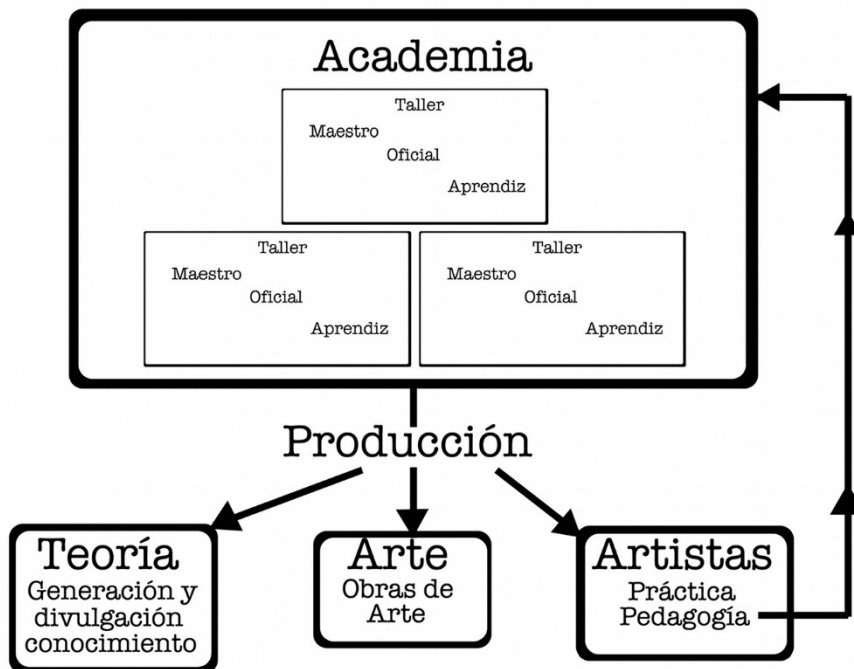 Academia
Taller
Maestro
Oficial
Aprendiz
Taller
Maestro
Oficial
Aprendiz
Taller
Maestro
Oficial
Aprendiz
Producción
Teoría
Generación y
divulgación
conocimiento
Arte
Obras de
Arte
Artistas
Práctica
Pedagogía